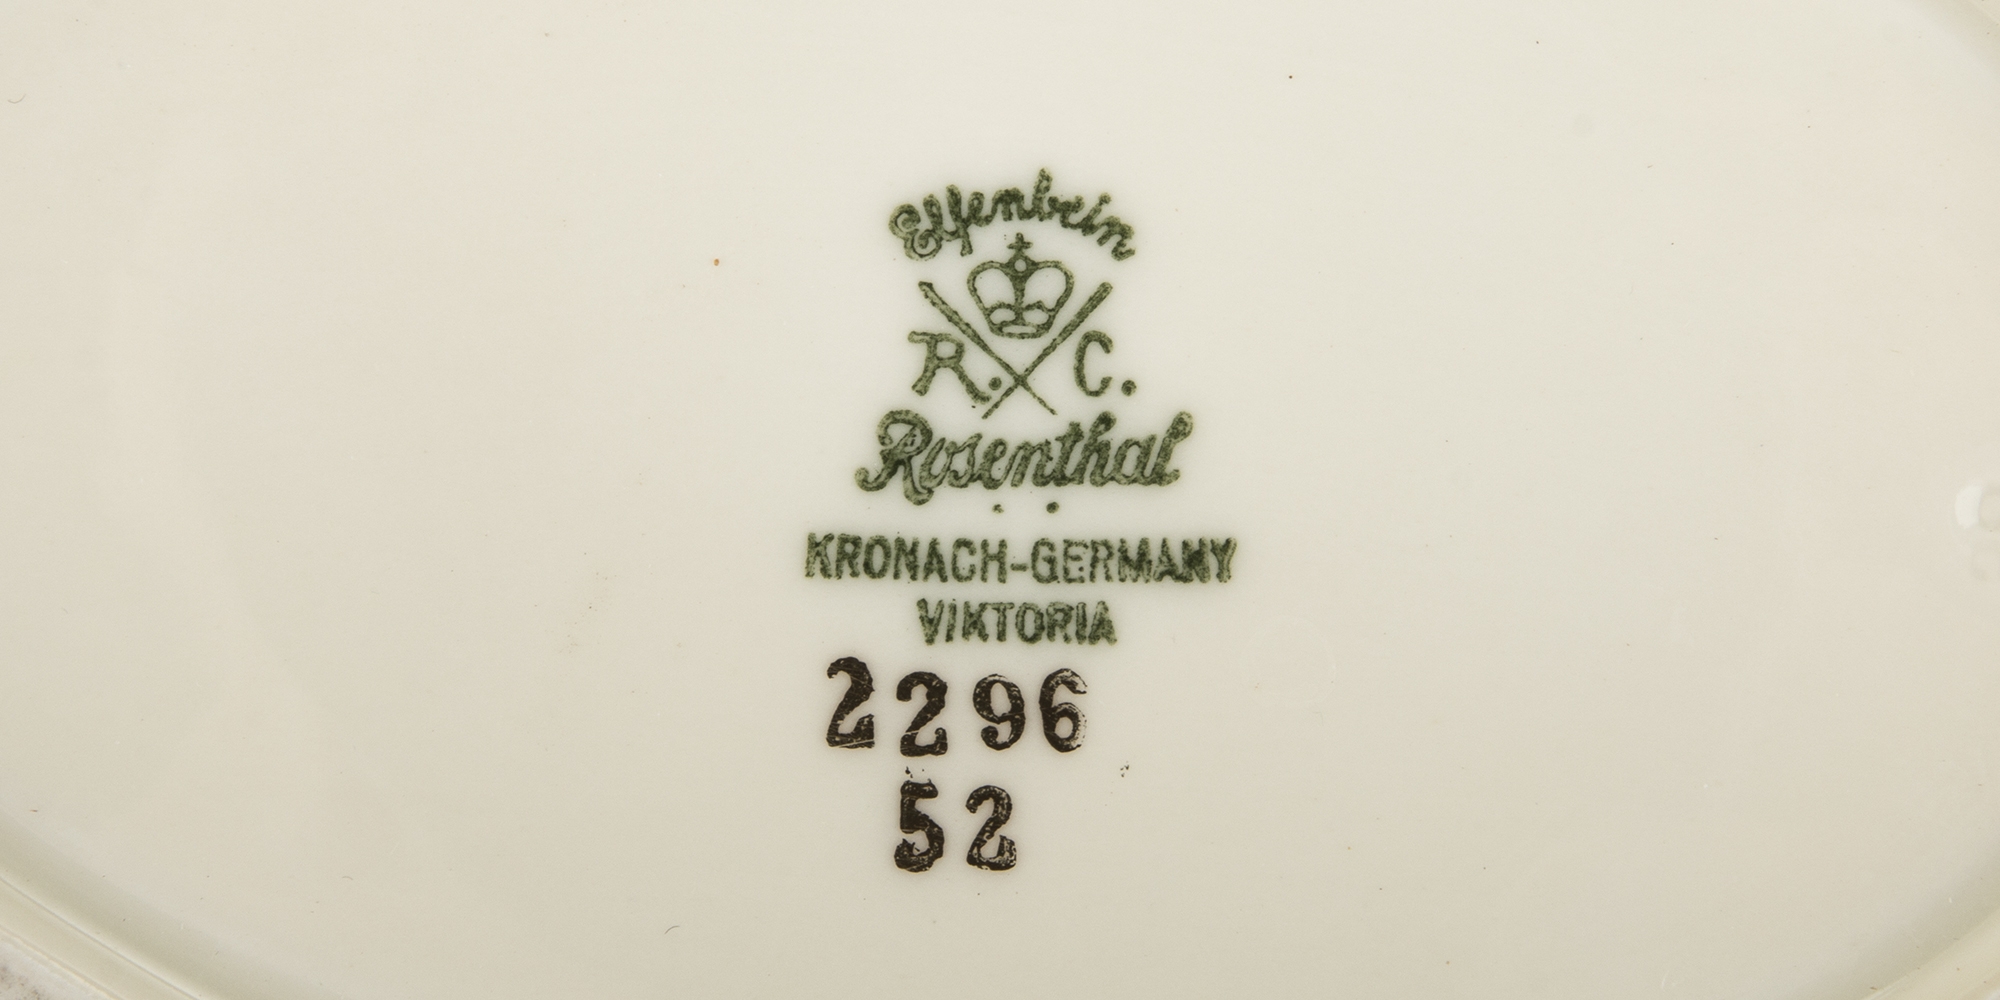 Elfenbein
R. C.
Rosenthal
KRONACH-GERMANY
VIKTORIA
2296
52